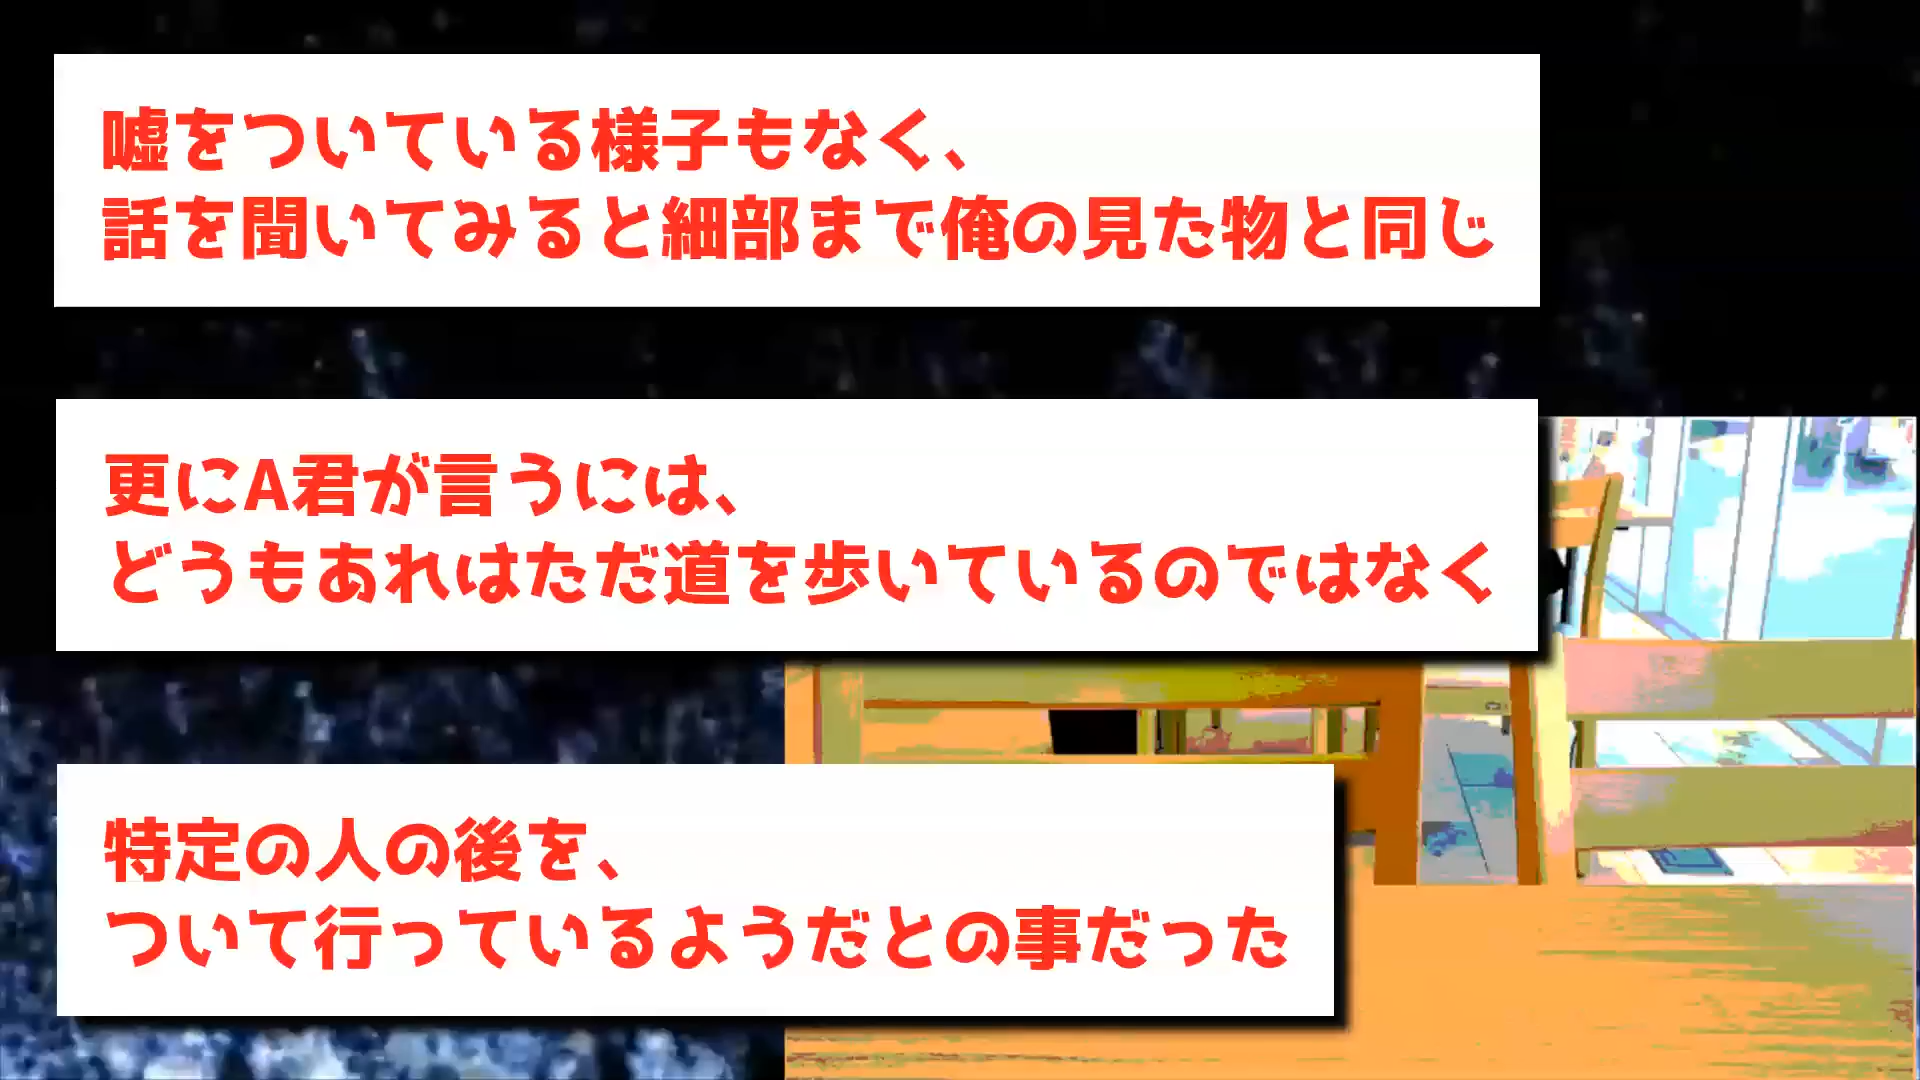 嘘をついている様子もなく、
話を聞いてみると細部まで俺の見た物と同じ
更にA君が言うには、
どうもあれはただ道を歩いているのではなく
特定の人の後を、
ついて行っているようだとの事だった